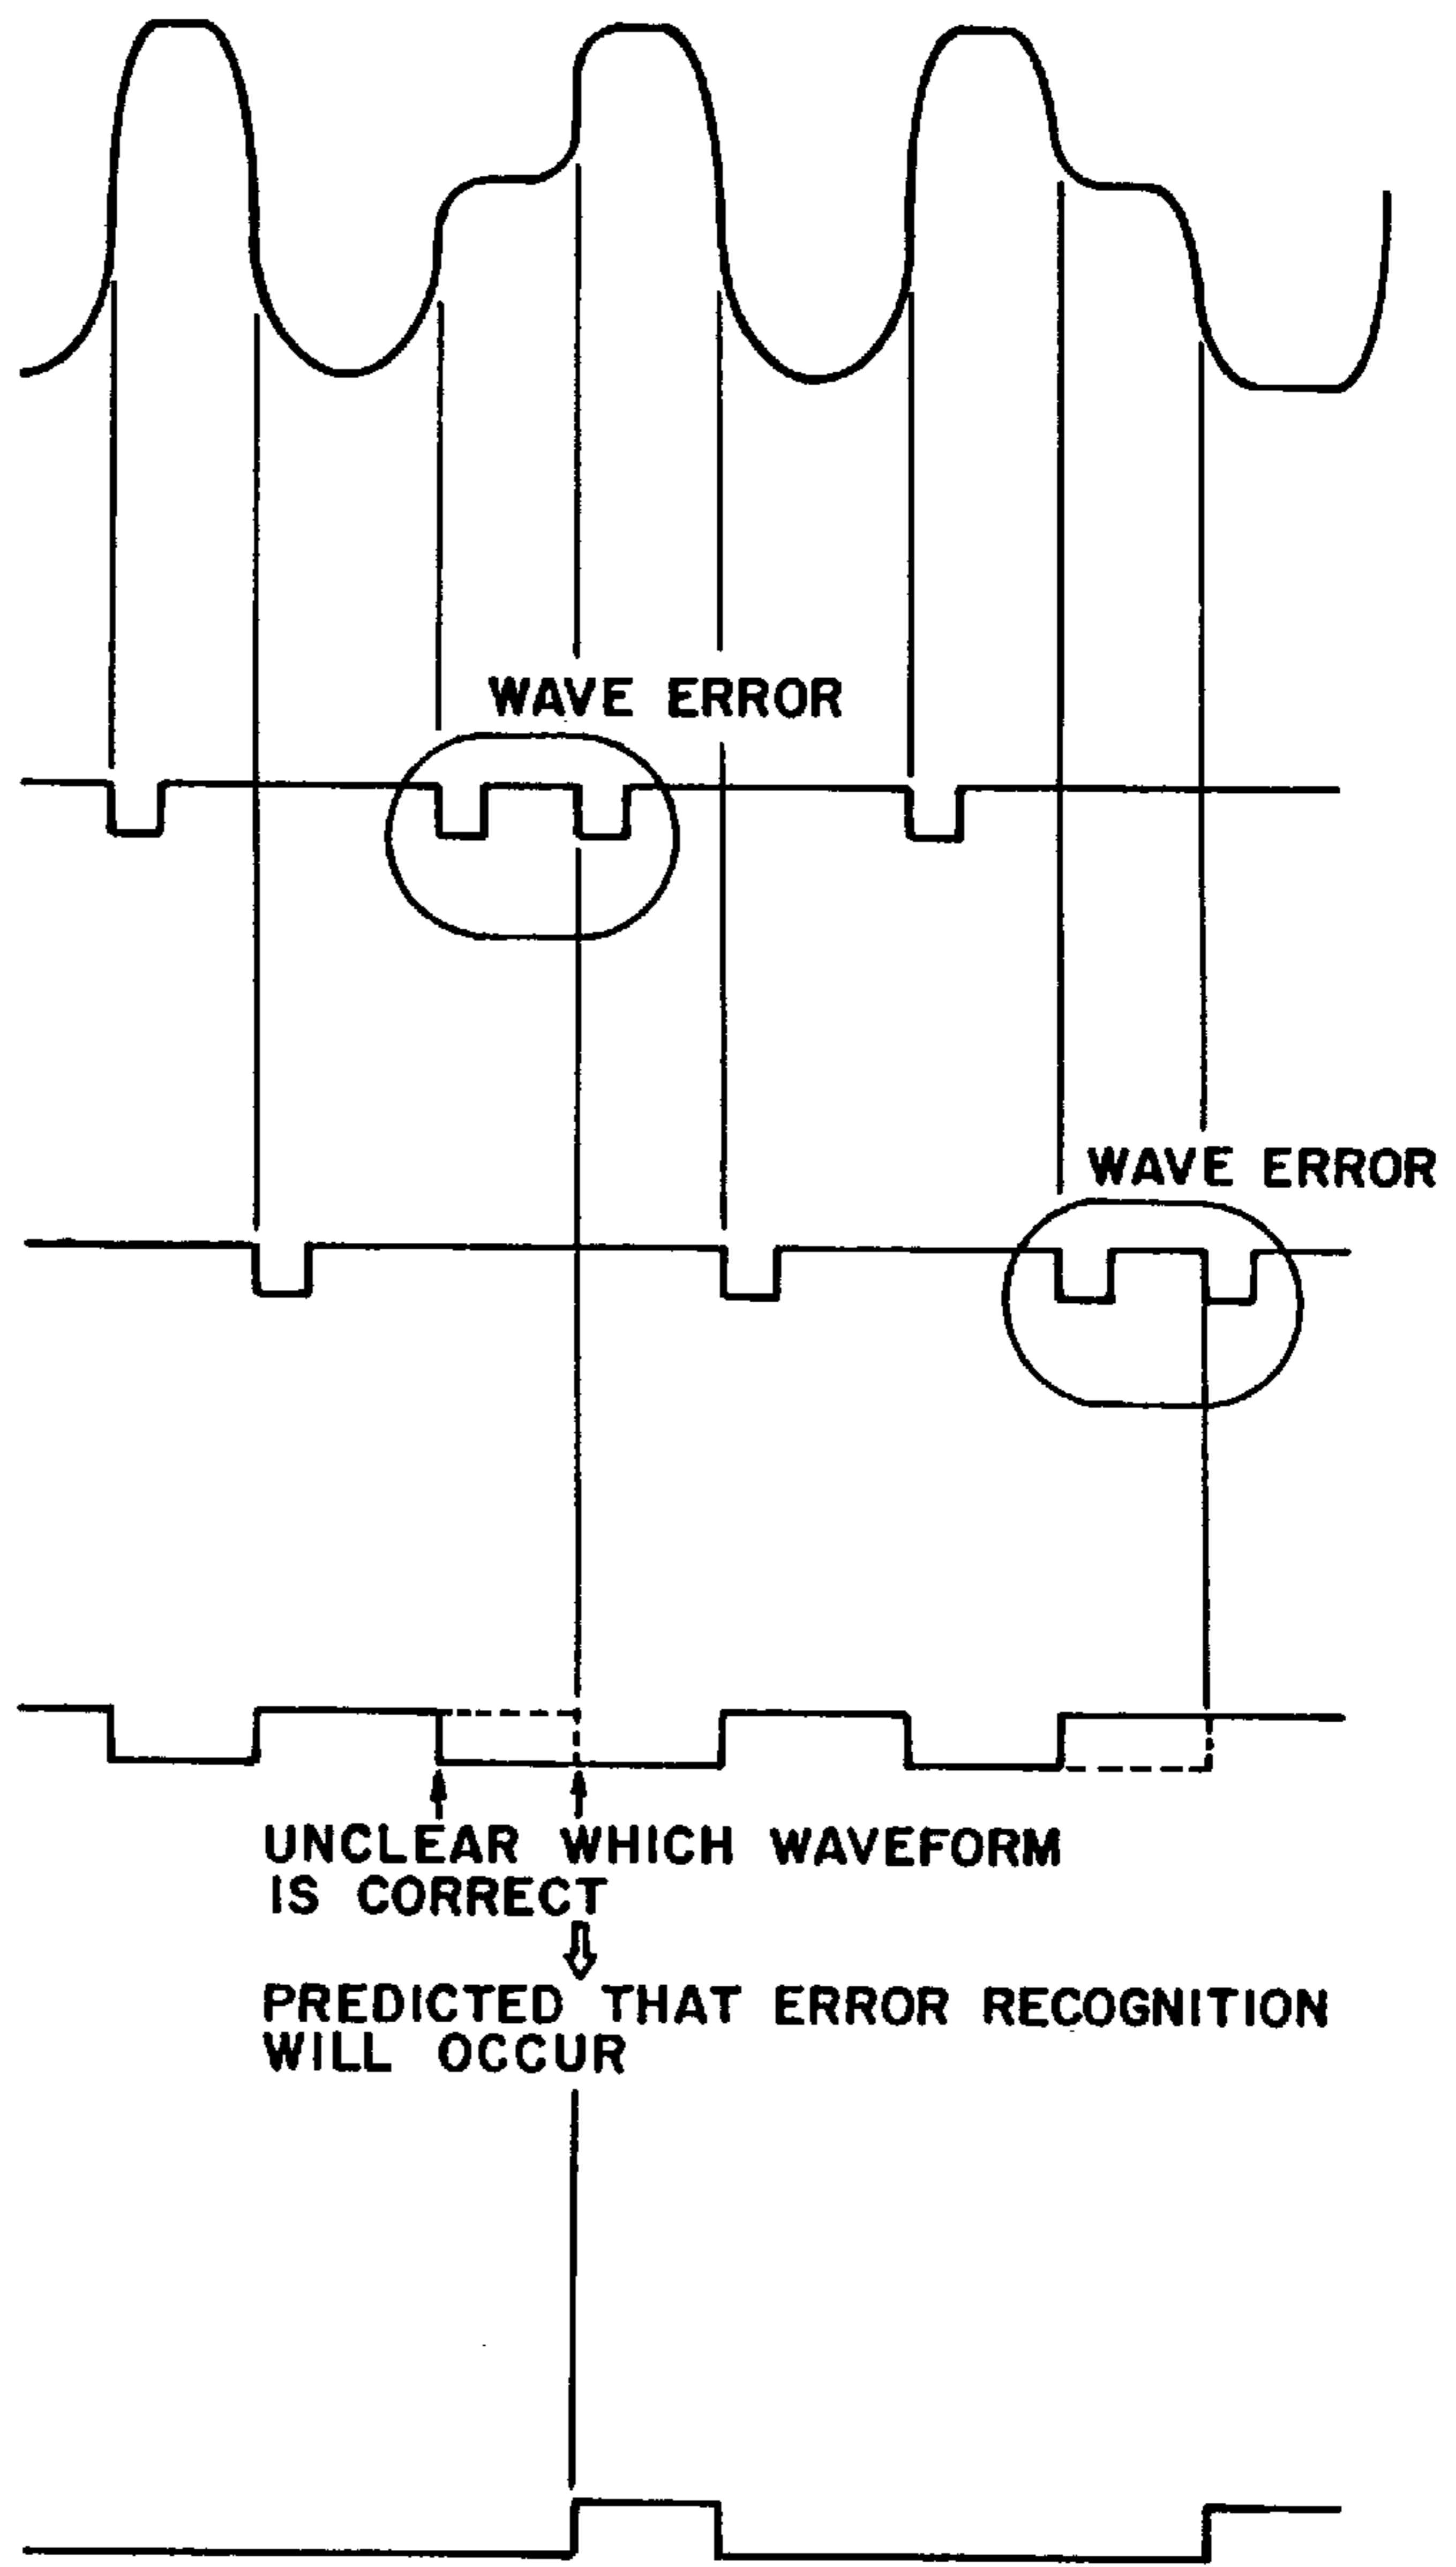 WAVE ERROR
WAVE ERROR
UNCLEAR WHICH WAVEFORM
IS CORRECT
PREDICTED THAT ERROR RECOGNITION
WILL OCCUR